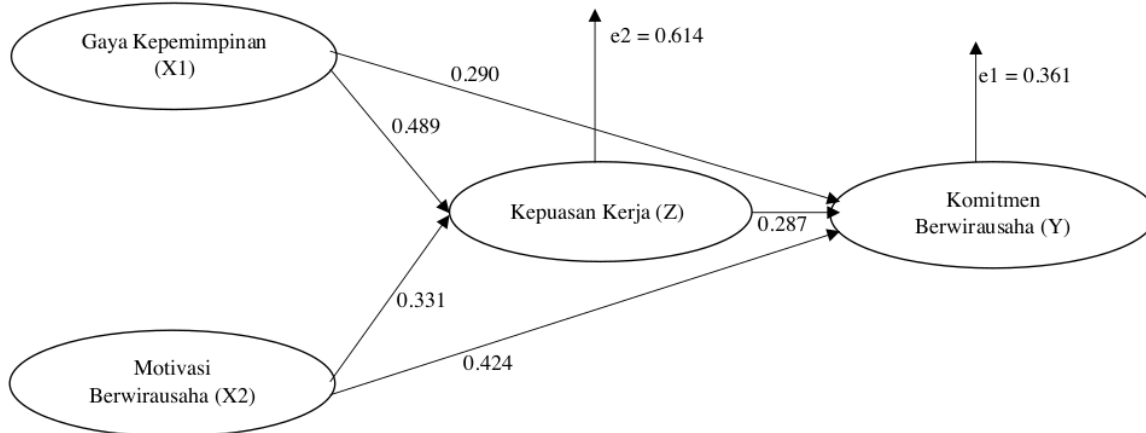 Gaya Kepemimpinan
(X1)
e2 = 0.614
0.290
e1 = 0.361
0.489
Kepuasan Kerja (Z)
0.287
Komitmen
Berwirausaha (Y)
0.331
0.424
Motivasi
Berwirausaha (X2)